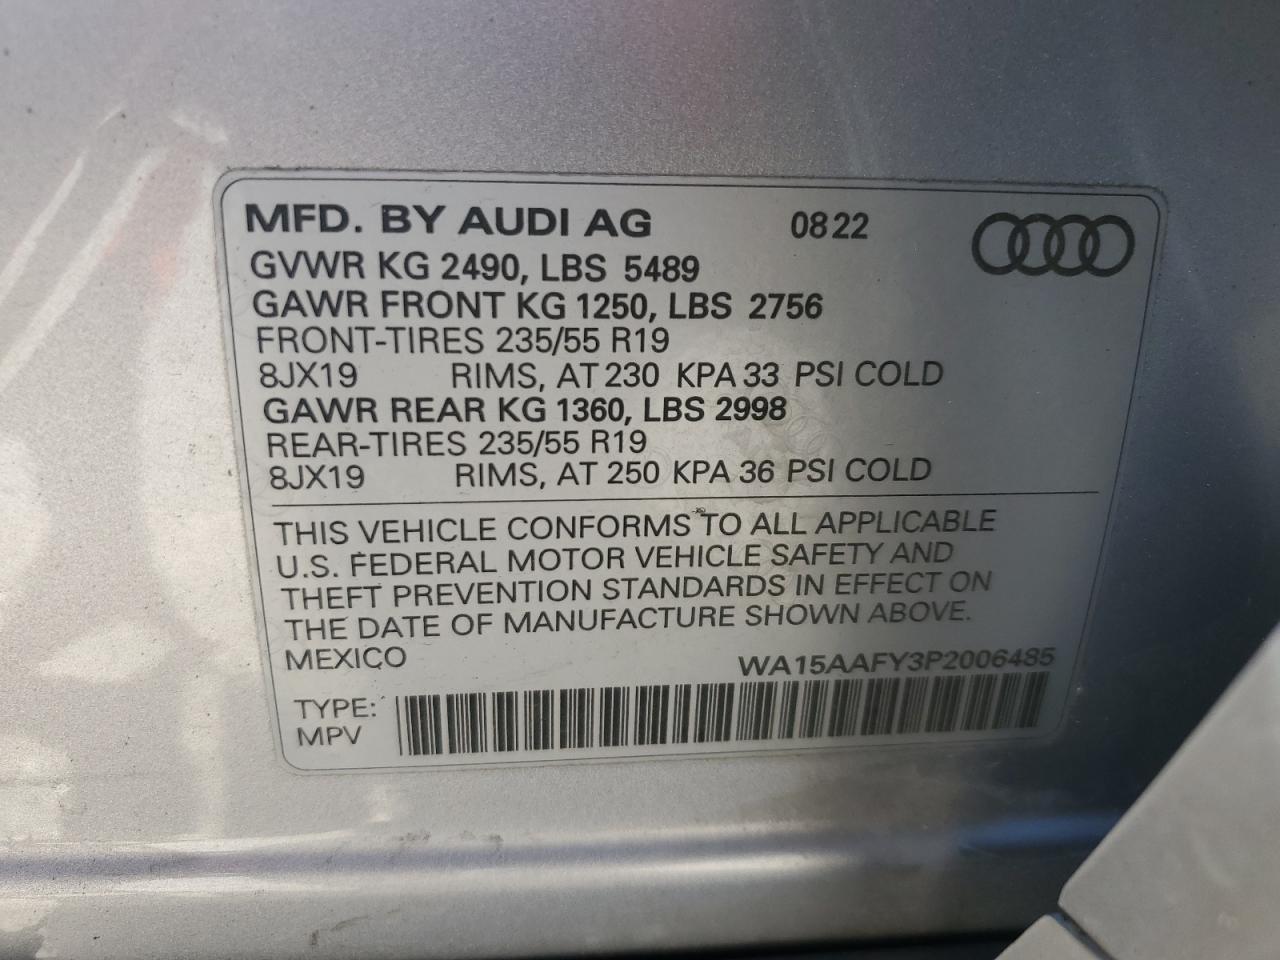 MFD. BY AUDI AG 0822
GVWR KG 2490, LBS 5489
GAWR FRONT KG 1250, LBS 2756
FRONT-TIRES 235/55 R19
8JX19 RIMS, AT 230 KPA 33 PSI COLD
GAWR REAR KG 1360, LBS 2998
REAR-TIRES 235/55 R19
8JX19 RIMS, AT 250 KPA 36 PSI COLD
THIS VEHICLE CONFORMS TO ALL APPLICABLE
U.S. FEDERAL MOTOR VEHICLE SAFETY AND
THEFT PREVENTION STANDARDS IN EFFECT ON
THE DATE OF MANUFACTURE SHOWN ABOVE.
MEXICO WA15AAFY3P2006485
TYPE:
MPV